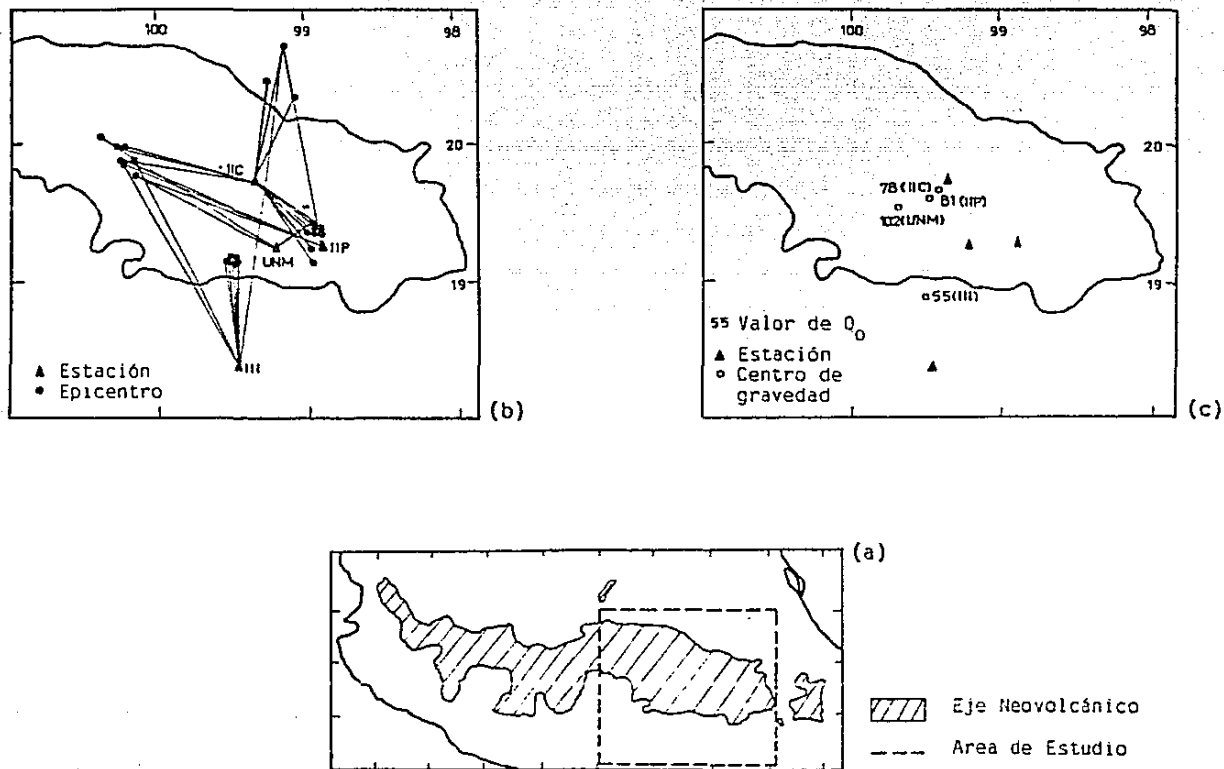 100 99 98
20
19
IIC
IIP
UNM
III
▲ Estación
● Epicentro
(b)
100 99 98
20
19
78(IIC)
81(IIP)
102(UNM)
55(III)
55 Valor de Q₀
▲ Estación
○ Centro de
gravedad
(c)
(a)
Eje Neovolcánico
Area de Estudio